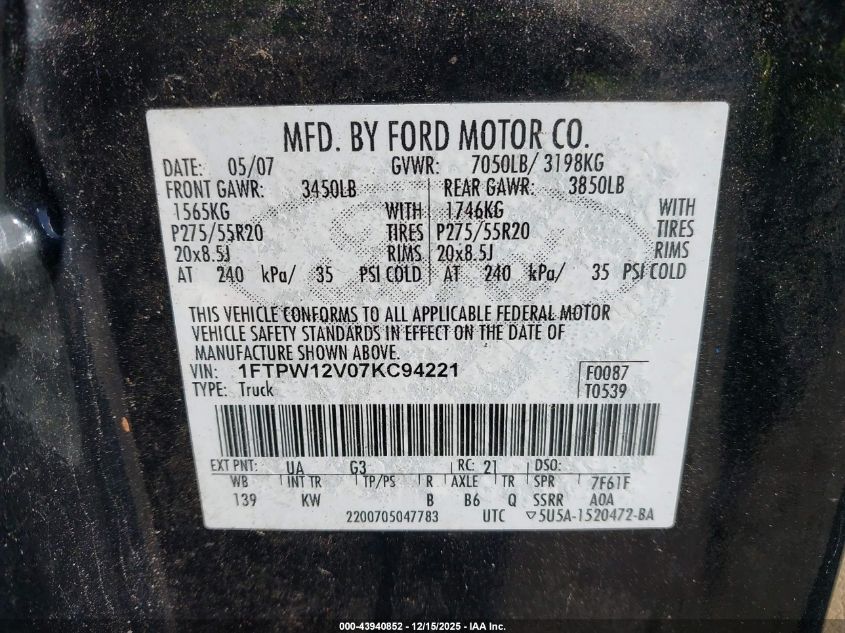 MFD. BY FORD MOTOR CO.
DATE: 05/07 GVWR: 7050LB/ 3198KG
FRONT GAWR: 3450LB REAR GAWR: 3850LB
1565KG WITH 1746KG WITH
P275/55R20 TIRES P275/55R20 TIRES
20x8.5J RIMS 20x8.5J RIMS
AT 240 kPa/ 35 PSI COLD AT 240 kPa/ 35 PSI COLD
THIS VEHICLE CONFORMS TO ALL APPLICABLE FEDERAL MOTOR
VEHICLE SAFETY STANDARDS IN EFFECT ON THE DATE OF
MANUFACTURE SHOWN ABOVE.
VIN: 1FTPW12V07KC94221 F0087
TYPE: Truck T0539
EXT PNT: UA G3 RC: 21 DSO:
WB INT TR TP/PS R AXLE TR SPR 7F61F
139 KW B B6 Q SSRR A0A
2200705047783 UTC ▽5U5A-1520472-BA
000-43940852 - 12/15/2025 - IAA Inc.